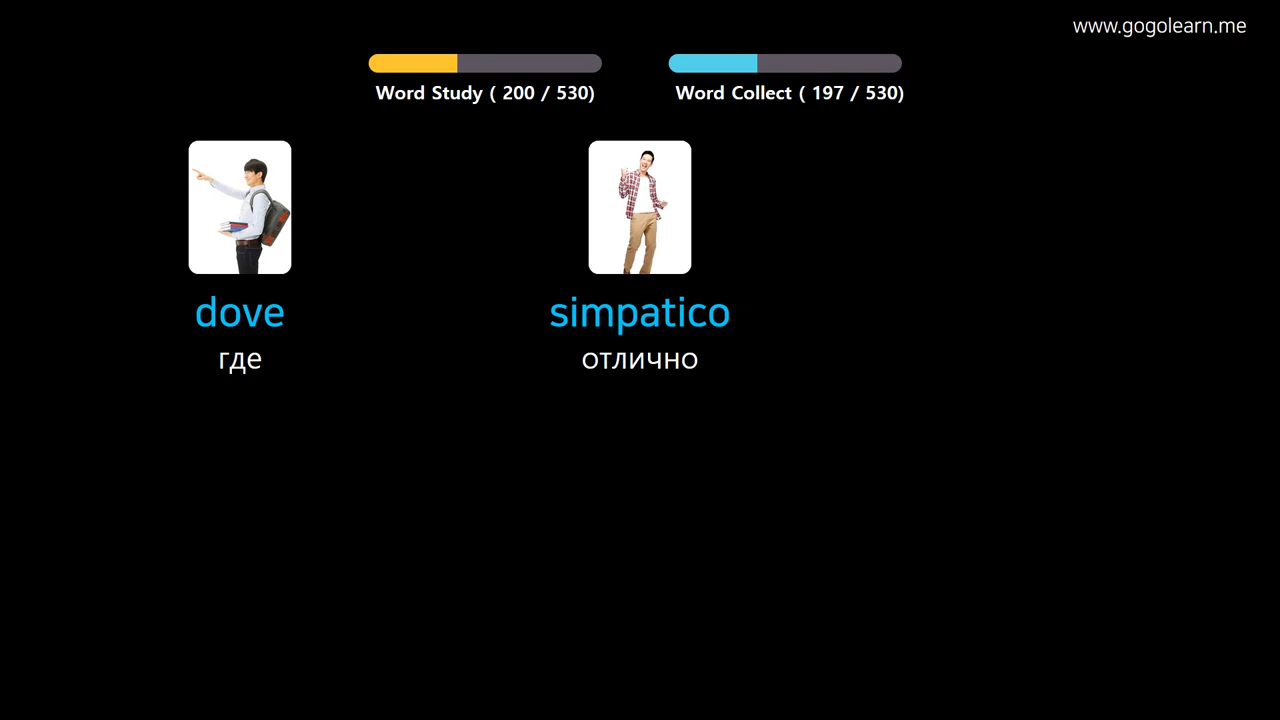 www.gogolearn.me
Word Study ( 200 / 530)
Word Collect ( 197 / 530)
dove
где
simpatico
отлично